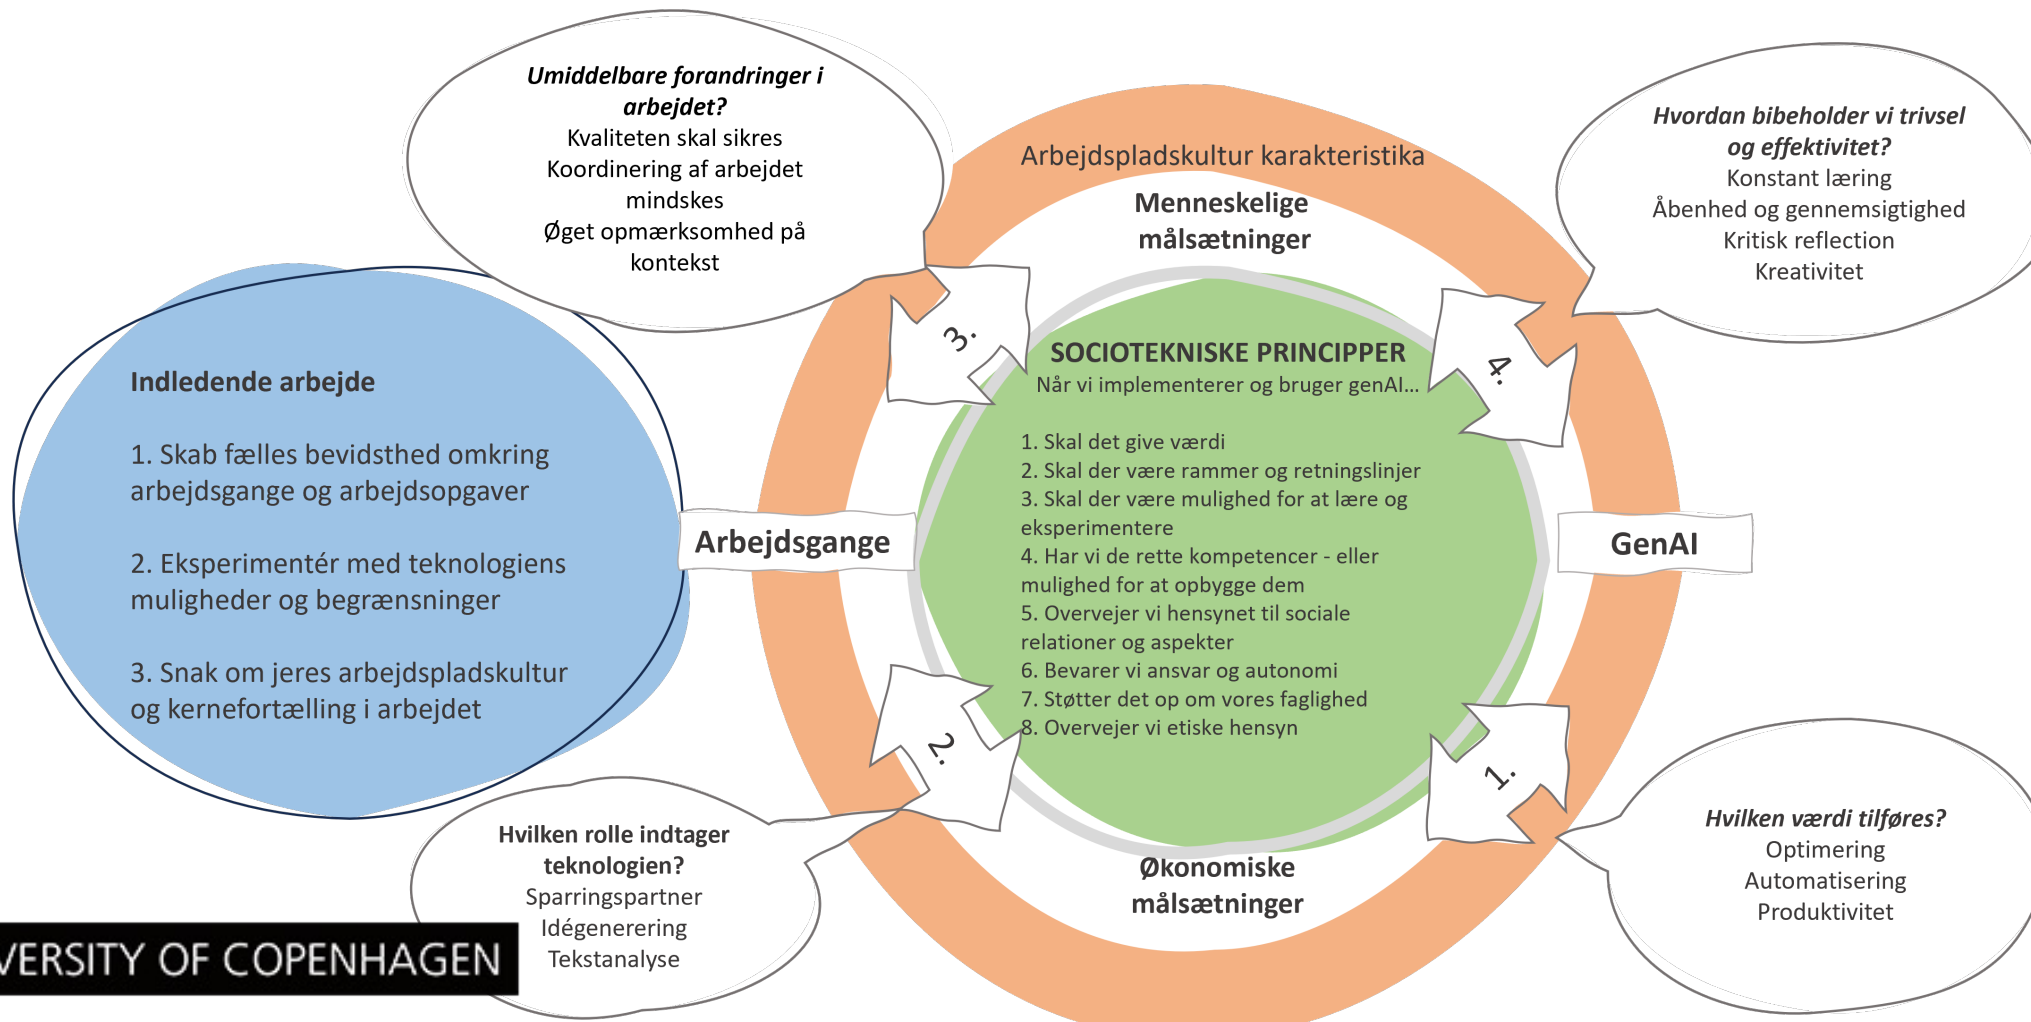 Umiddelbare forandringer i
arbejdet?
Kvaliteten skal sikres
Koordinering af arbejdet
mindskes
Øget opmærksomhed på
kontekst
Hvordan bibeholder vi trivsel
og effektivitet?
Konstant læring
Åbenhed og gennemsigtighed
Kritisk reflection
Kreativitet
Arbejdspladskultur karakteristika
Menneskelige
målsætninger
3.
4.
Indledende arbejde
1. Skab fælles bevidsthed omkring
arbejdsgange og arbejdsopgaver
2. Eksperimentér med teknologiens
muligheder og begrænsninger
3. Snak om jeres arbejdspladskultur
og kernefortælling i arbejdet
Arbejdsgange
SOCIOTEKNISKE PRINCIPPER
Når vi implementerer og bruger genAI...
1. Skal det give værdi
2. Skal der være rammer og retningslinjer
3. Skal der være mulighed for at lære og
eksperimentere
4. Har vi de rette kompetencer - eller
mulighed for at opbygge dem
5. Overvejer vi hensynet til sociale
relationer og aspekter
6. Bevarer vi ansvar og autonomi
7. Støtter det op om vores faglighed
8. Overvejer vi etiske hensyn
GenAI
2.
1.
Økonomiske
målsætninger
Hvilken rolle indtager
teknologien?
Sparringspartner
Idégenerering
Tekstanalyse
Hvilken værdi tilføres?
Optimering
Automatisering
Produktivitet
VERSITY OF COPENHAGEN